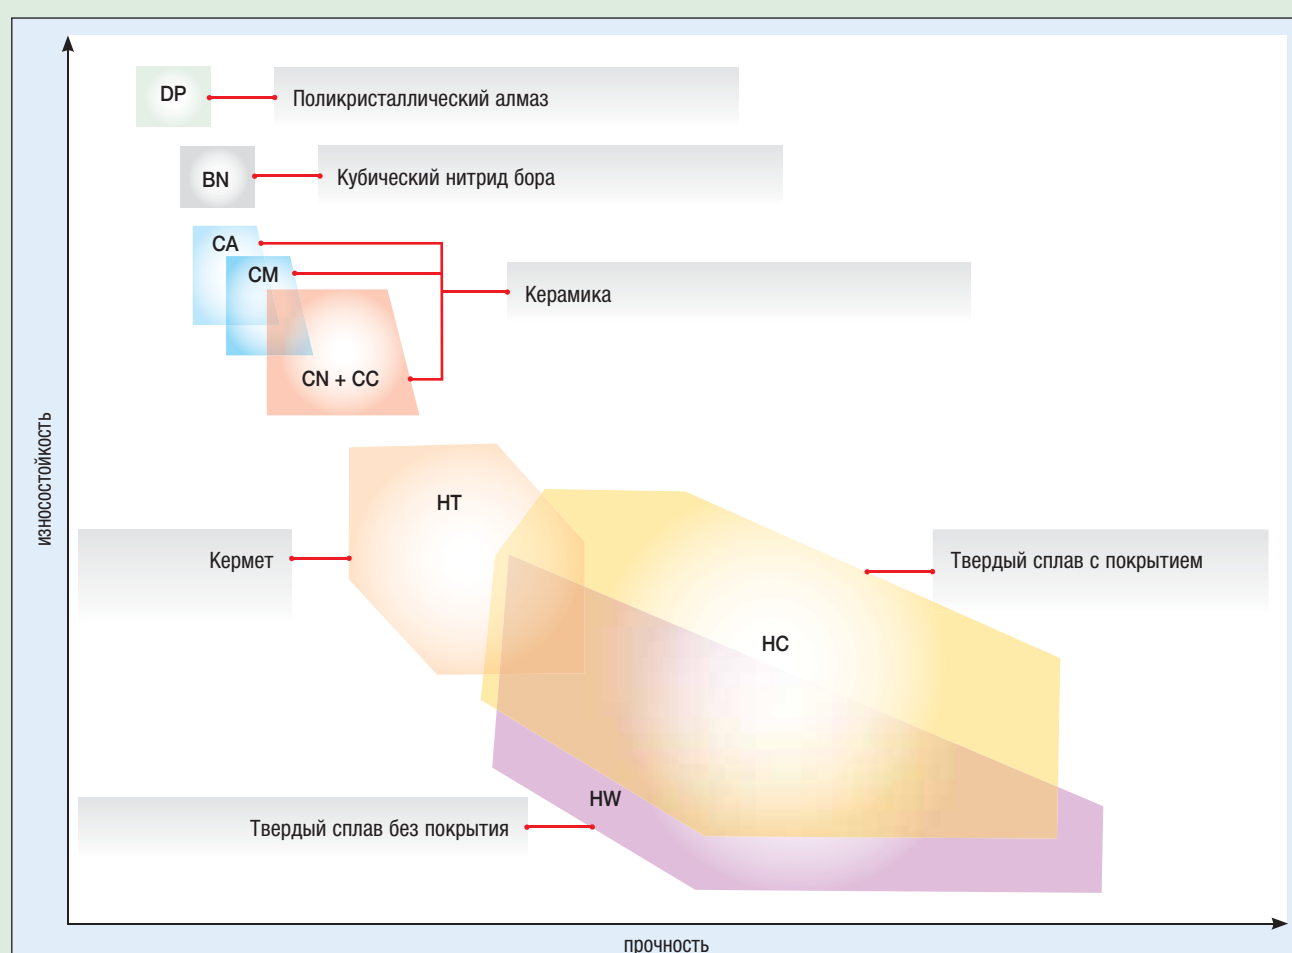 DP
Поликристаллический алмаз
BN
Кубический нитрид бора
CA
CM
Керамика
CN + CC
износостойкость
HT
Кермет
Твердый сплав с покрытием
HC
HW
Твердый сплав без покрытия
прочность